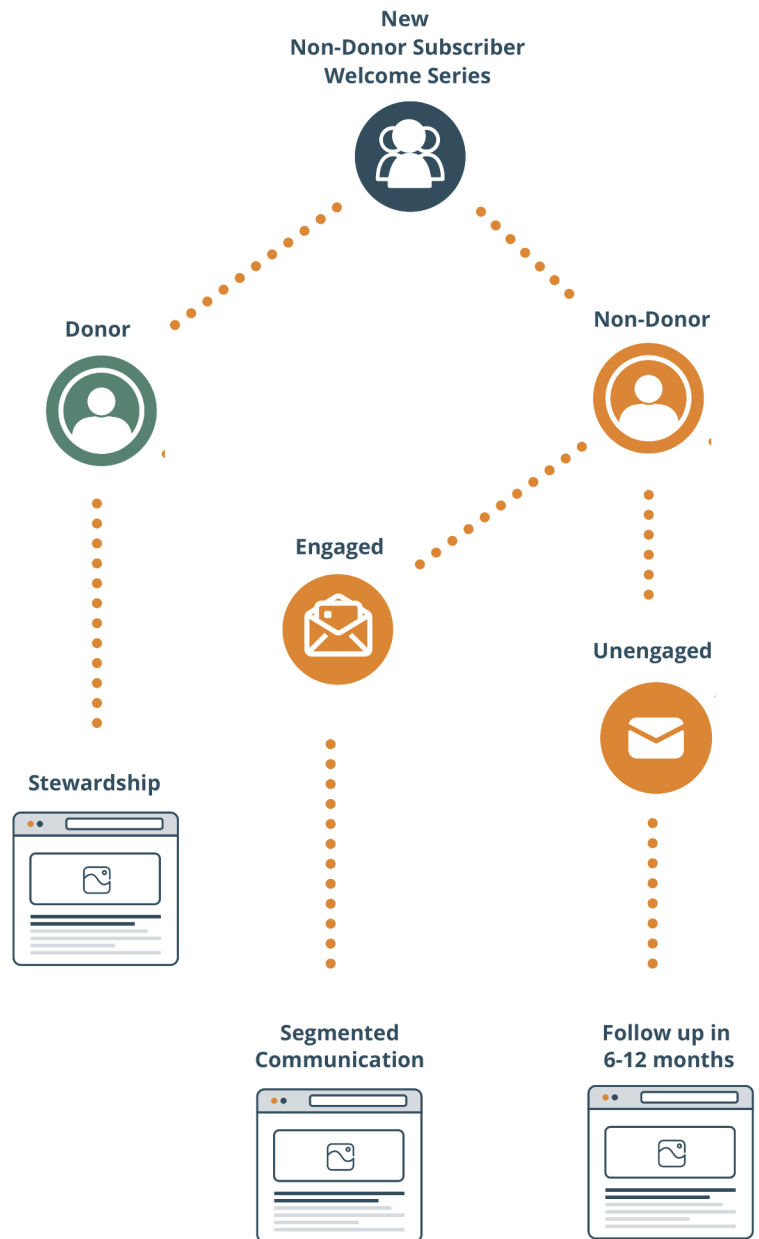 New
Non-Donor Subscriber
Welcome Series
Donor
Non-Donor
Engaged
Unengaged
Stewardship
Segmented
Communication
Follow up in
6-12 months